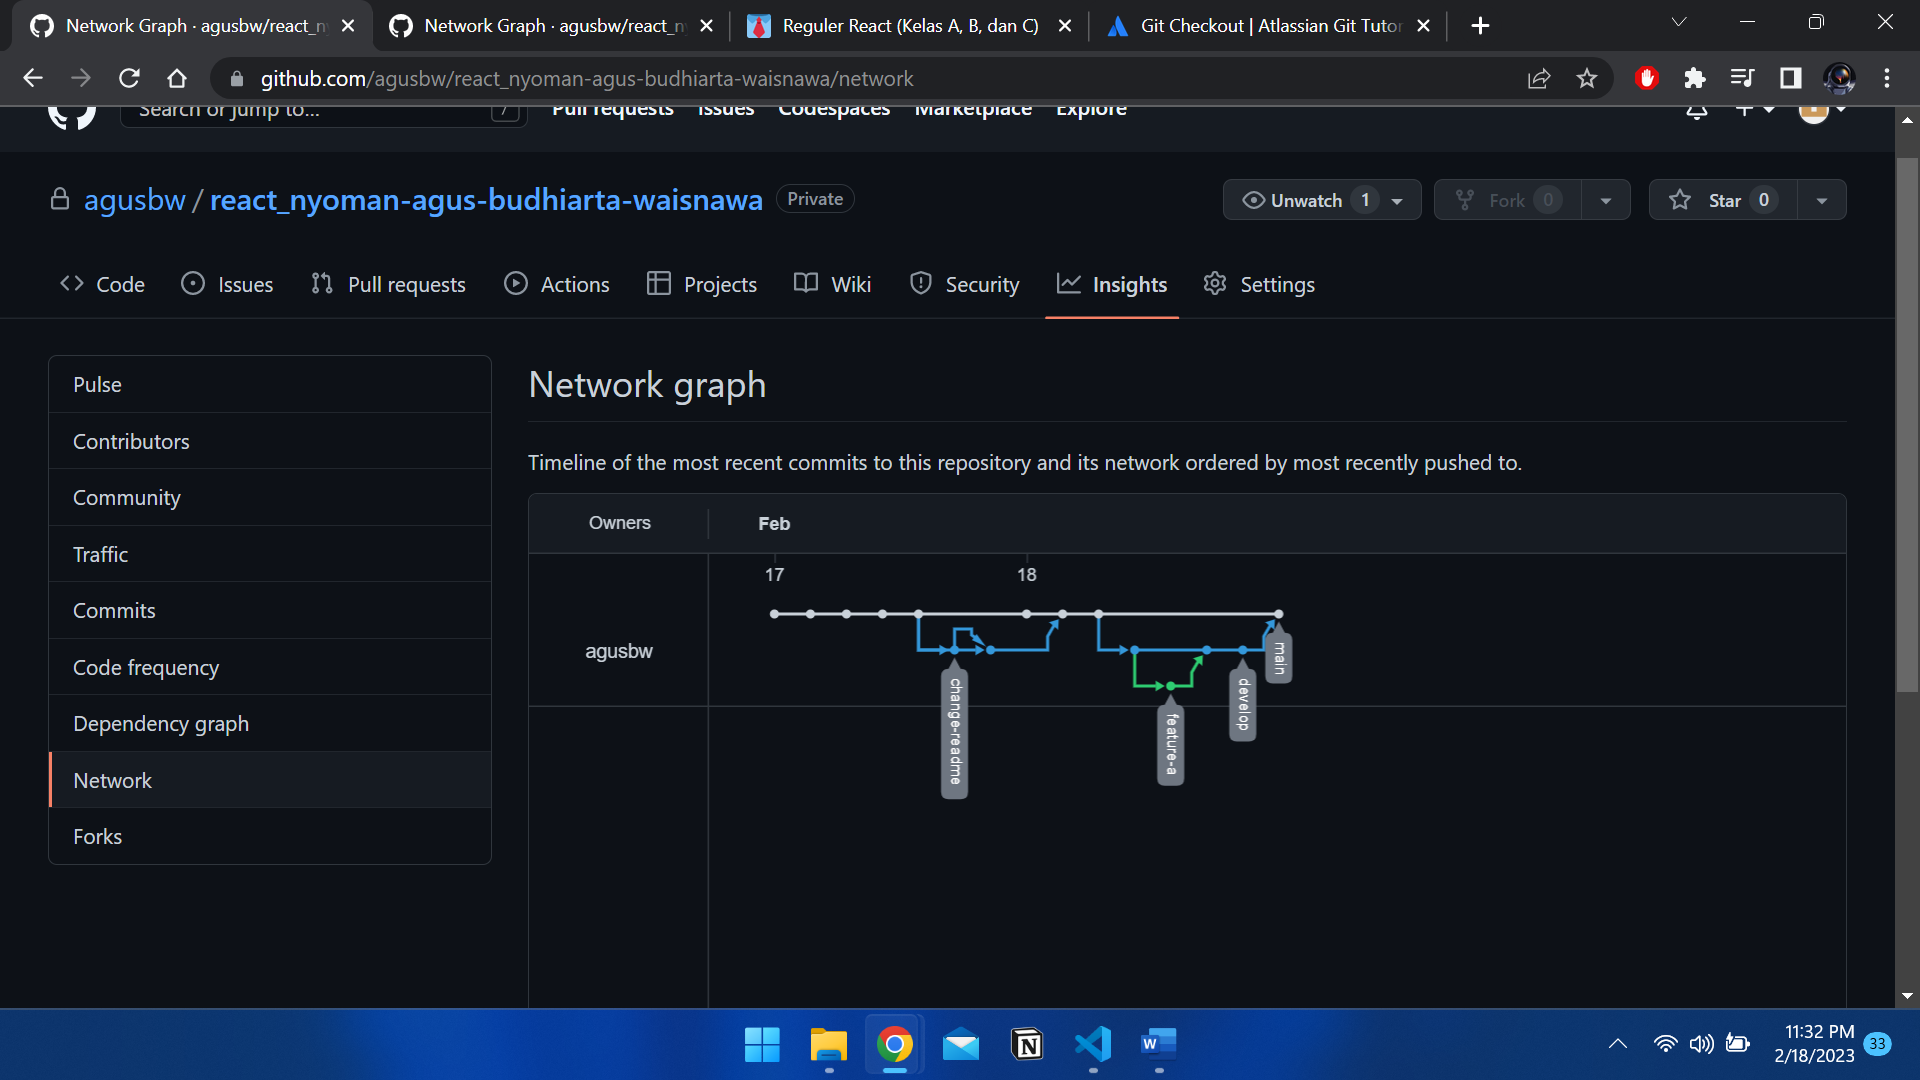 Network Graph · agusbw/react_n
Network Graph · agusbw/react_n
Reguler React (Kelas A, B, dan C)
Git Checkout | Atlassian Git Tutor
github.com/agusbw/react_nyoman-agus-budhiarta-waisnawa/network
Search or jump to...
/
Pull requests
Issues
Codespaces
Marketplace
Explore
agusbw / react_nyoman-agus-budhiarta-waisnawa
Private
Unwatch 1
Fork 0
Star 0
Code
Issues
Pull requests
Actions
Projects
Wiki
Security
Insights
Settings
Pulse
Contributors
Community
Traffic
Commits
Code frequency
Dependency graph
Network
Forks
Network graph
Timeline of the most recent commits to this repository and its network ordered by most recently pushed to.
Owners
Feb
17
18
agusbw
change-readme
feature-a
develop
main
11:32 PM
2/18/2023
33